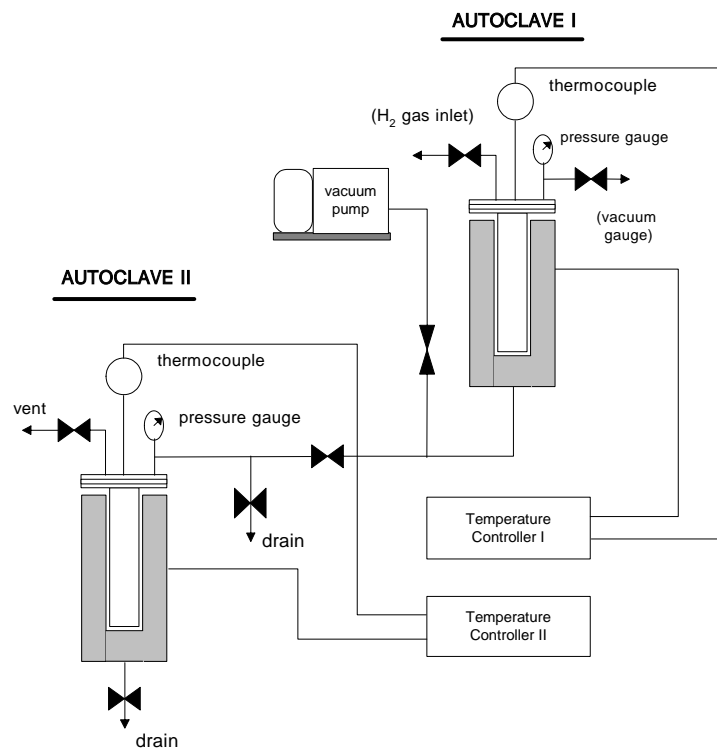 AUTOCLAVE I
thermocouple
(H2 gas inlet)
pressure gauge
vacuum
pump
(vacuum
gauge)
AUTOCLAVE II
thermocouple
vent
pressure gauge
drain
Temperature
Controller I
Temperature
Controller II
drain